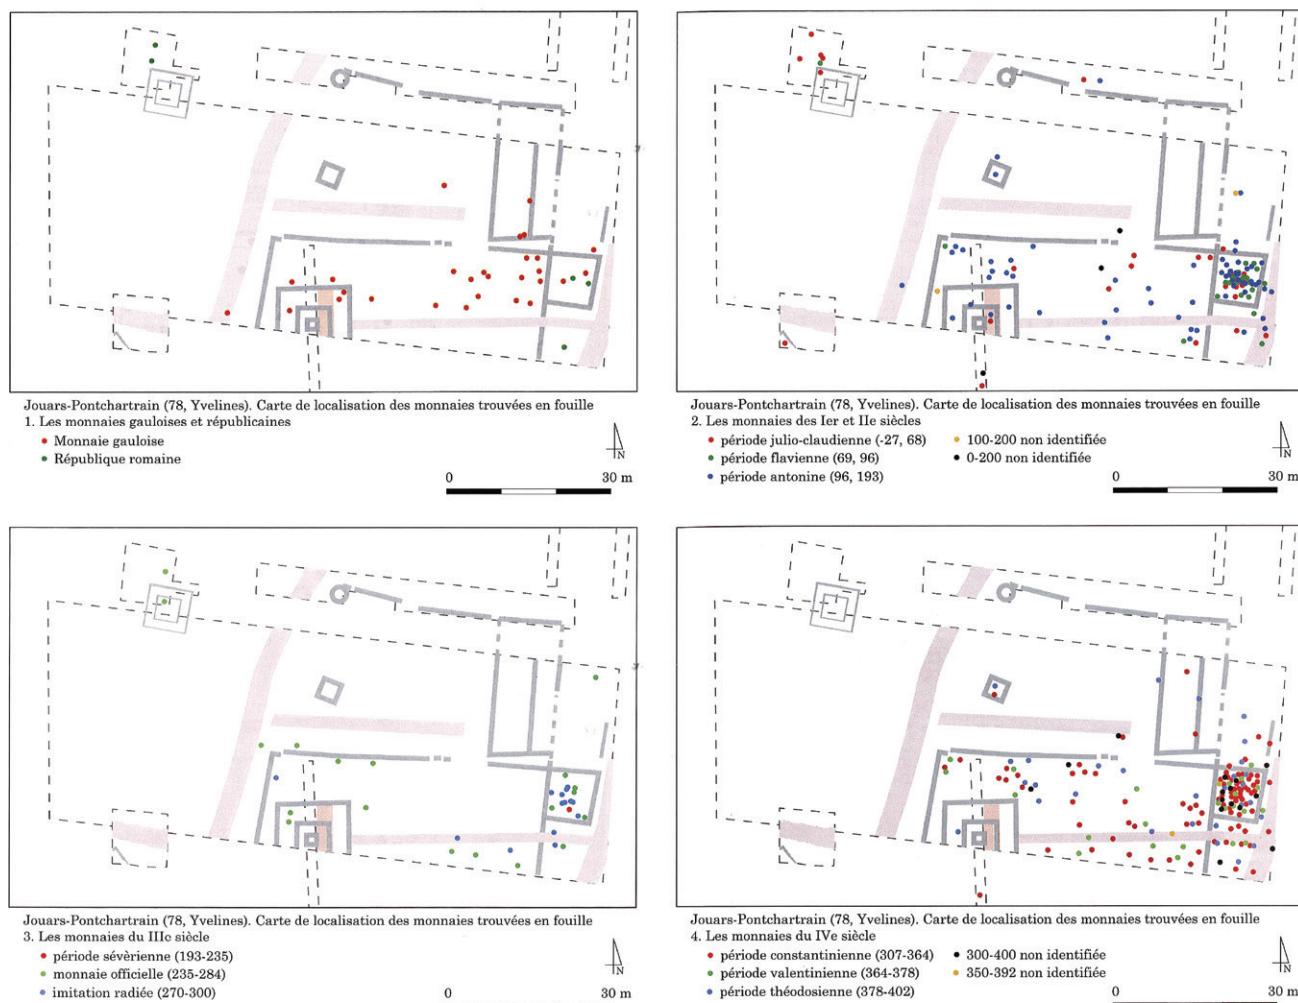 Jouars-Pontchartrain (78, Yvelines). Carte de localisation des monnaies trouvées en fouille
1. Les monnaies gauloises et républicaines
Monnaie gauloise
République romaine
N
0 30 m
Jouars-Pontchartrain (78, Yvelines). Carte de localisation des monnaies trouvées en fouille
2. Les monnaies des Ier et IIe siècles
période julio-claudienne (-27, 68)
période flavienne (69, 96)
période antonine (96, 193)
100-200 non identifiée
0-200 non identifiée
N
0 30 m
Jouars-Pontchartrain (78, Yvelines). Carte de localisation des monnaies trouvées en fouille
3. Les monnaies du IIIe siècle
période sévèrienne (193-235)
monnaie officielle (235-284)
imitation radiée (270-300)
N
0 30 m
Jouars-Pontchartrain (78, Yvelines). Carte de localisation des monnaies trouvées en fouille
4. Les monnaies du IVe siècle
période constantinienne (307-364)
période valentinienne (364-378)
période théodosienne (378-402)
300-400 non identifiée
350-392 non identifiée
N
0 30 m